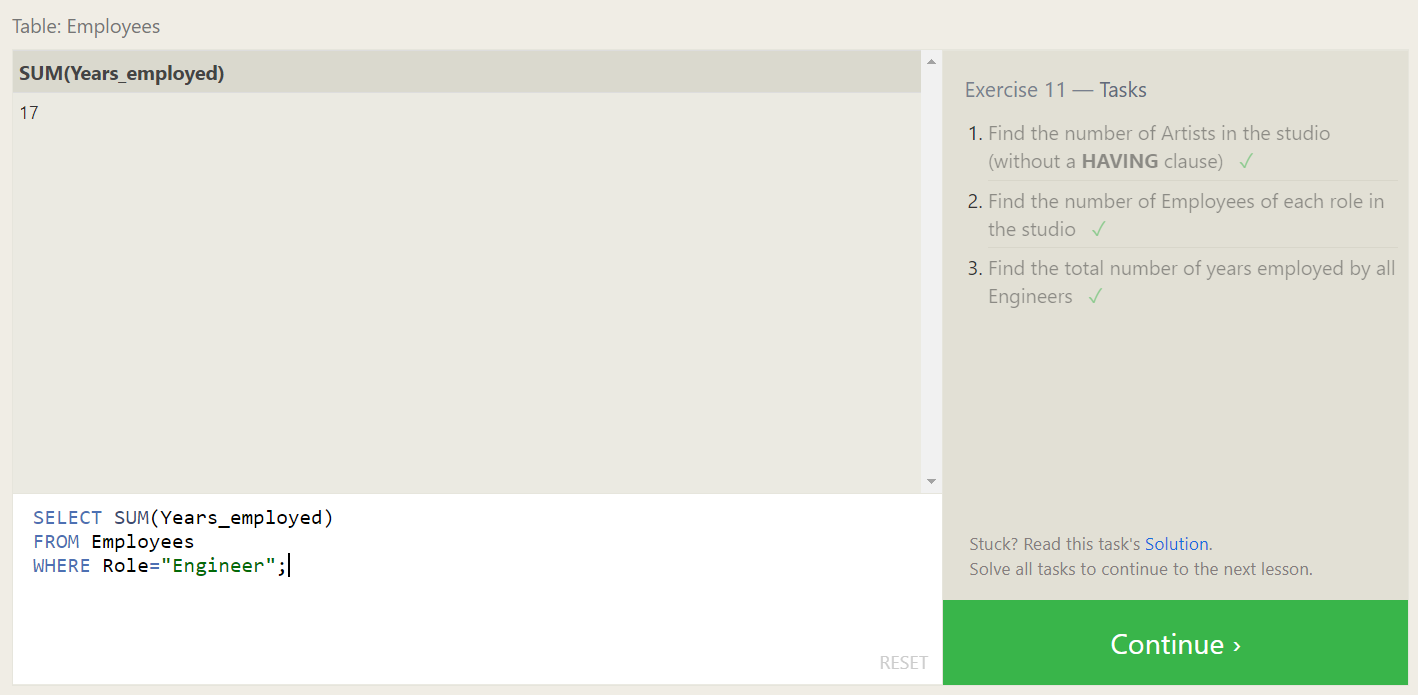 Table: Employees
SUM(Years_employed)
17
SELECT SUM(Years_employed)
FROM Employees
WHERE Role="Engineer";
RESET
Exercise 11 — Tasks
1. Find the number of Artists in the studio
(without a HAVING clause) ✓
2. Find the number of Employees of each role in
the studio ✓
3. Find the total number of years employed by all
Engineers ✓
Stuck? Read this task's Solution.
Solve all tasks to continue to the next lesson.
Continue ›